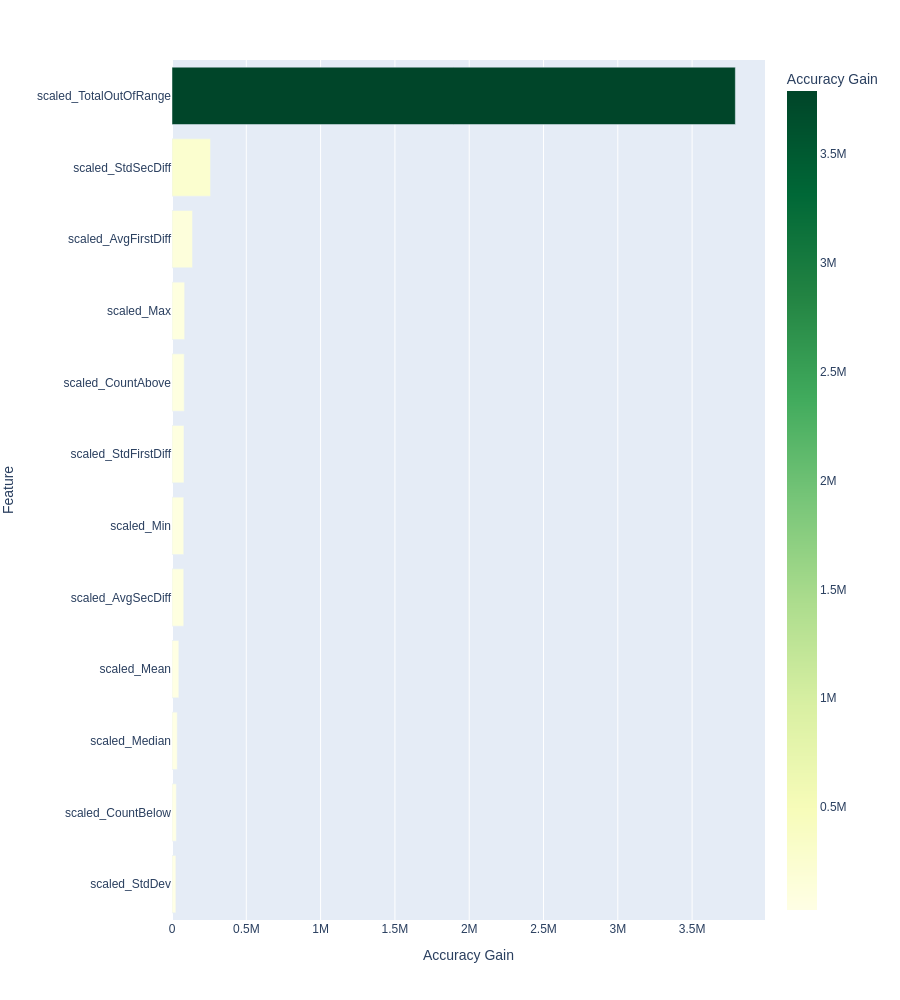 Accuracy Gain
scaled_TotalOutOfRange
scaled_StdSecDiff
scaled_AvgFirstDiff
scaled_Max
scaled_CountAbove
scaled_StdFirstDiff
scaled_Min
scaled_AvgSecDiff
scaled_Mean
scaled_Median
scaled_CountBelow
scaled_StdDev
Feature
0 0.5M 1M 1.5M 2M 2.5M 3M 3.5M
Accuracy Gain
3.5M
3M
2.5M
2M
1.5M
1M
0.5M